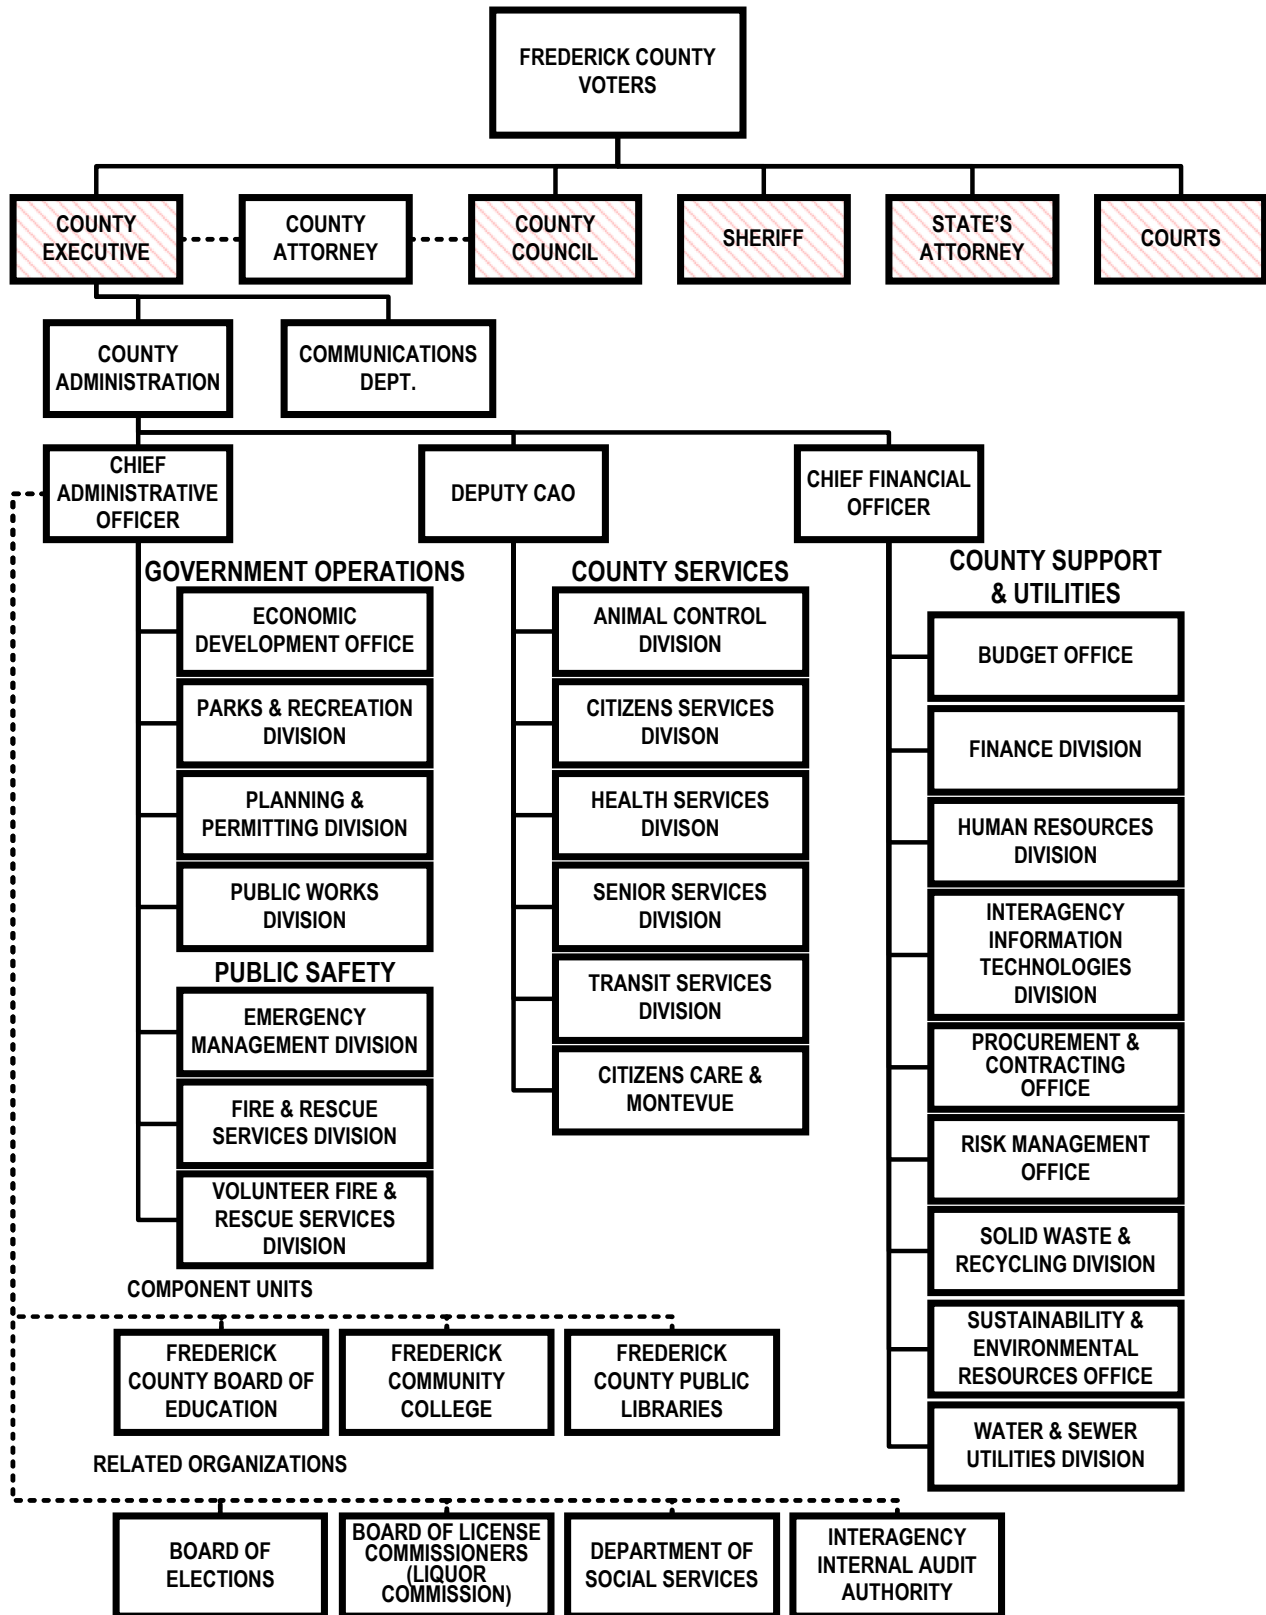 FREDERICK COUNTY
VOTERS
COUNTY
EXECUTIVE
COUNTY
ATTORNEY
COUNTY
COUNCIL
SHERIFF
STATE’S
ATTORNEY
COURTS
COUNTY
ADMINISTRATION
COMMUNICATIONS
DEPT.
CHIEF
ADMINISTRATIVE
OFFICER
DEPUTY CAO
CHIEF FINANCIAL
OFFICER
GOVERNMENT OPERATIONS
ECONOMIC
DEVELOPMENT OFFICE
PARKS & RECREATION
DIVISION
PLANNING &
PERMITTING DIVISION
PUBLIC WORKS
DIVISION
PUBLIC SAFETY
EMERGENCY
MANAGEMENT DIVISION
FIRE & RESCUE
SERVICES DIVISION
VOLUNTEER FIRE &
RESCUE SERVICES
DIVISION
COUNTY SERVICES
ANIMAL CONTROL
DIVISION
CITIZENS SERVICES
DIVISON
HEALTH SERVICES
DIVISON
SENIOR SERVICES
DIVISION
TRANSIT SERVICES
DIVISION
CITIZENS CARE &
MONTEVUE
COUNTY SUPPORT
& UTILITIES
BUDGET OFFICE
FINANCE DIVISION
HUMAN RESOURCES
DIVISION
INTERAGENCY
INFORMATION
TECHNOLOGIES
DIVISION
PROCUREMENT &
CONTRACTING
OFFICE
RISK MANAGEMENT
OFFICE
SOLID WASTE &
RECYCLING DIVISION
SUSTAINABILITY &
ENVIRONMENTAL
RESOURCES OFFICE
WATER & SEWER
UTILITIES DIVISION
COMPONENT UNITS
FREDERICK
COUNTY BOARD OF
EDUCATION
FREDERICK
COMMUNITY
COLLEGE
FREDERICK
COUNTY PUBLIC
LIBRARIES
RELATED ORGANIZATIONS
BOARD OF
ELECTIONS
BOARD OF LICENSE
COMMISSIONERS
(LIQUOR
COMMISSION)
DEPARTMENT OF
SOCIAL SERVICES
INTERAGENCY
INTERNAL AUDIT
AUTHORITY